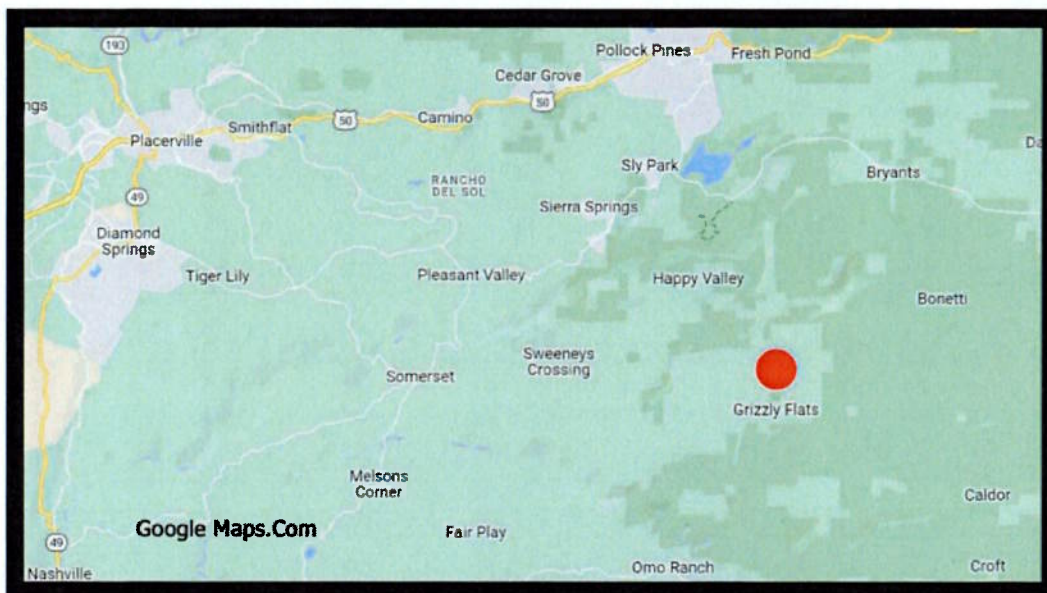 193
Pollock Pines
Fresh Pond
Cedar Grove
50
ngs
50
Camino
Smithflat
Placerville
Da
Sly Park
Bryants
RANCHO
DEL SOL
49
Sierra Springs
Diamond
Springs
Tiger Lily
Pleasant Valley
Happy Valley
Bonetti
Sweeneys
Crossing
Somerset
Grizzly Flats
Melsons
Corner
Caldor
Google Maps.Com
Fair Play
49
Nashville
Omo Ranch
Croft